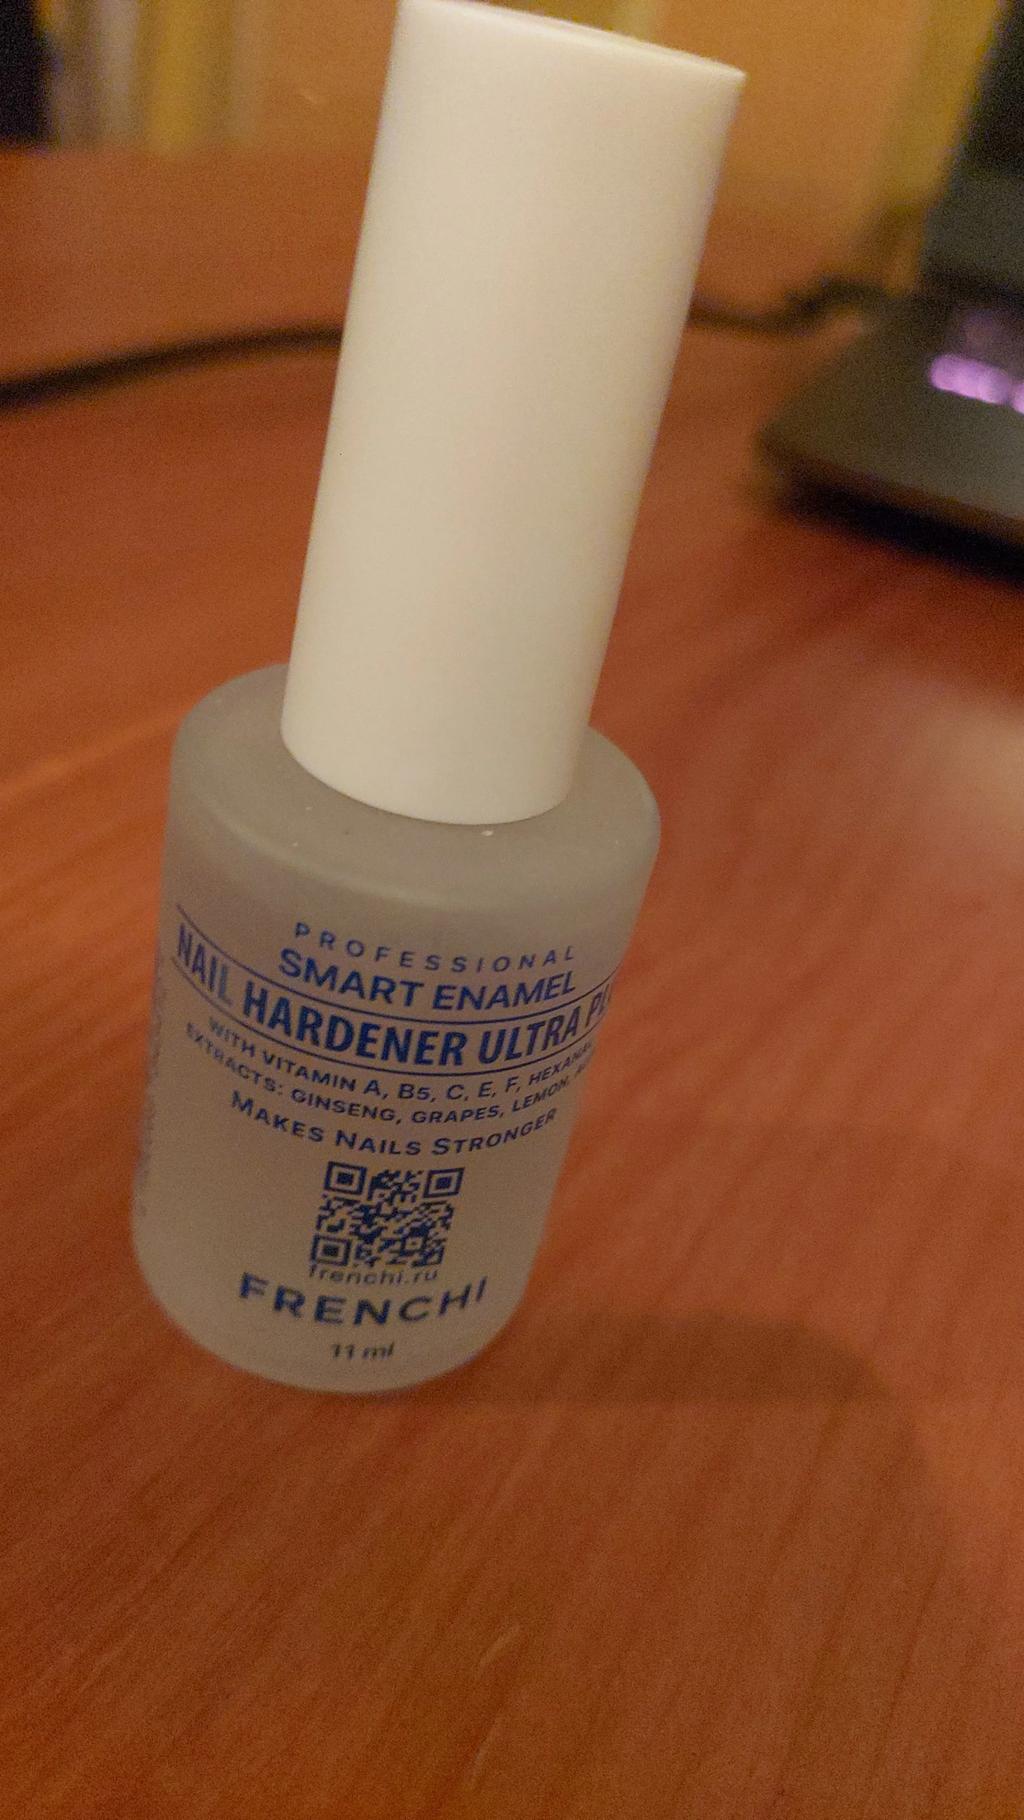 PROFESSIONAL
SMART ENAMEL
NAIL HARDENER ULTRA
WITH VITAMIN A, B5, C, E, F,
EXTRACTS: GINSENG, GRAPES, LEMON,
MAKES NAILS STRONGER
frenchi.ru
FRENCHI
11 ml